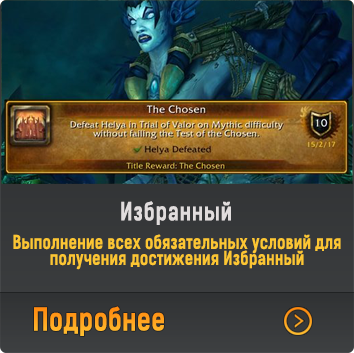 The Chosen
Defeat Helya in Trial of Valor on Mythic difficulty
without failing the Test of the Chosen.
Helya Defeated
Title Reward: The Chosen
10
15/2/17
Избранный
Выполнение всех обязательных условий для
получения достижения Избранный
Подробнее